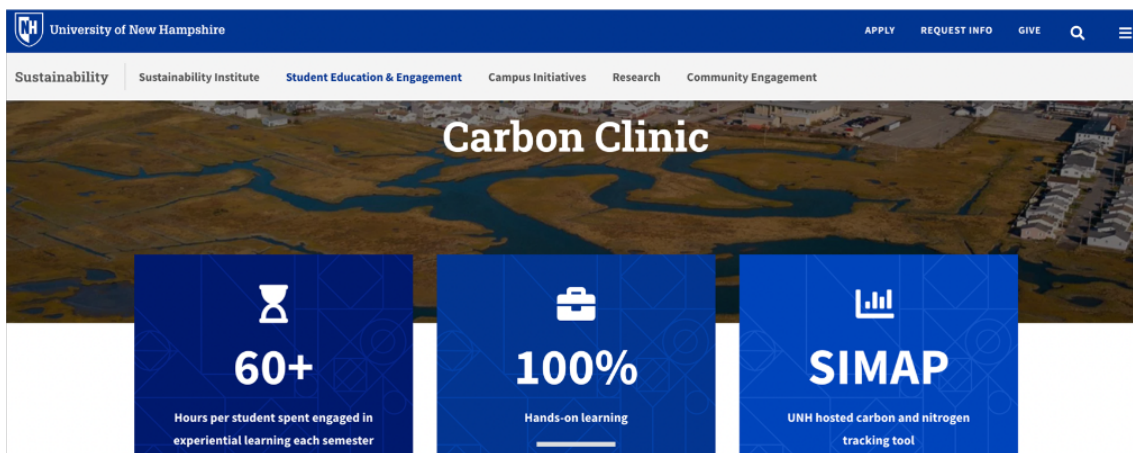 NH University of New Hampshire APPLY REQUEST INFO GIVE
Sustainability Sustainability Institute Student Education & Engagement Campus Initiatives Research Community Engagement
Carbon Clinic
60+
Hours per student spent engaged in
experiential learning each semester
100%
Hands-on learning
SIMAP
UNH hosted carbon and nitrogen
tracking tool